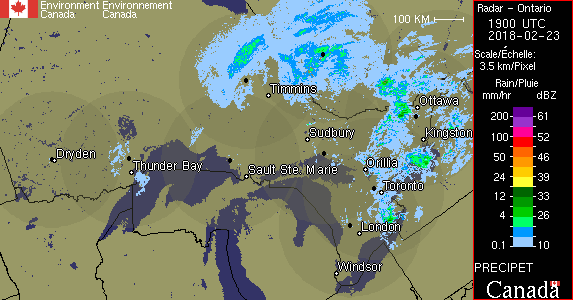 Environment Environnement
Canada Canada
100 KM
Timmins
Ottawa
Sudbury
Kingston
Dryden
Thunder Bay
Sault Ste. Marie
Orillia
Toronto
London
Windsor
Radar - Ontario
1900 UTC
2018-02-23
Scale/Échelle:
3.5 km/Pixel
Rain/Pluie
mm/hr dBZ
200 61
100 52
50 46
24 39
12 33
4 26
0.1 10
PRECIPET
Canada